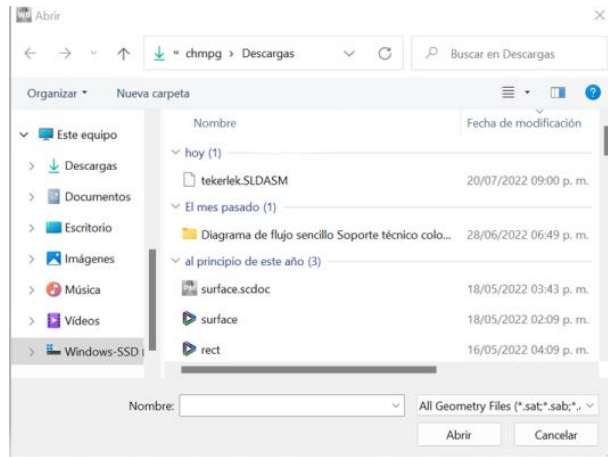 Abrir
« chmpg > Descargas
Buscar en Descargas
Organizar
Nueva carpeta
Nombre
Fecha de modificación
Este equipo
Descargas
Documentos
Escritorio
Imágenes
Música
Vídeos
Windows-SSD (
hoy (1)
tekerlek.SLDASM 20/07/2022 09:00 p. m.
El mes pasado (1)
Diagrama de flujo sencillo Soporte técnico colo... 28/06/2022 06:49 p. m.
al principio de este año (3)
surface.scdoc 18/05/2022 03:43 p. m.
surface 18/05/2022 02:09 p. m.
rect 16/05/2022 04:09 p. m.
Nombre:
All Geometry Files (*.sat;*.sab;*.
Abrir
Cancelar